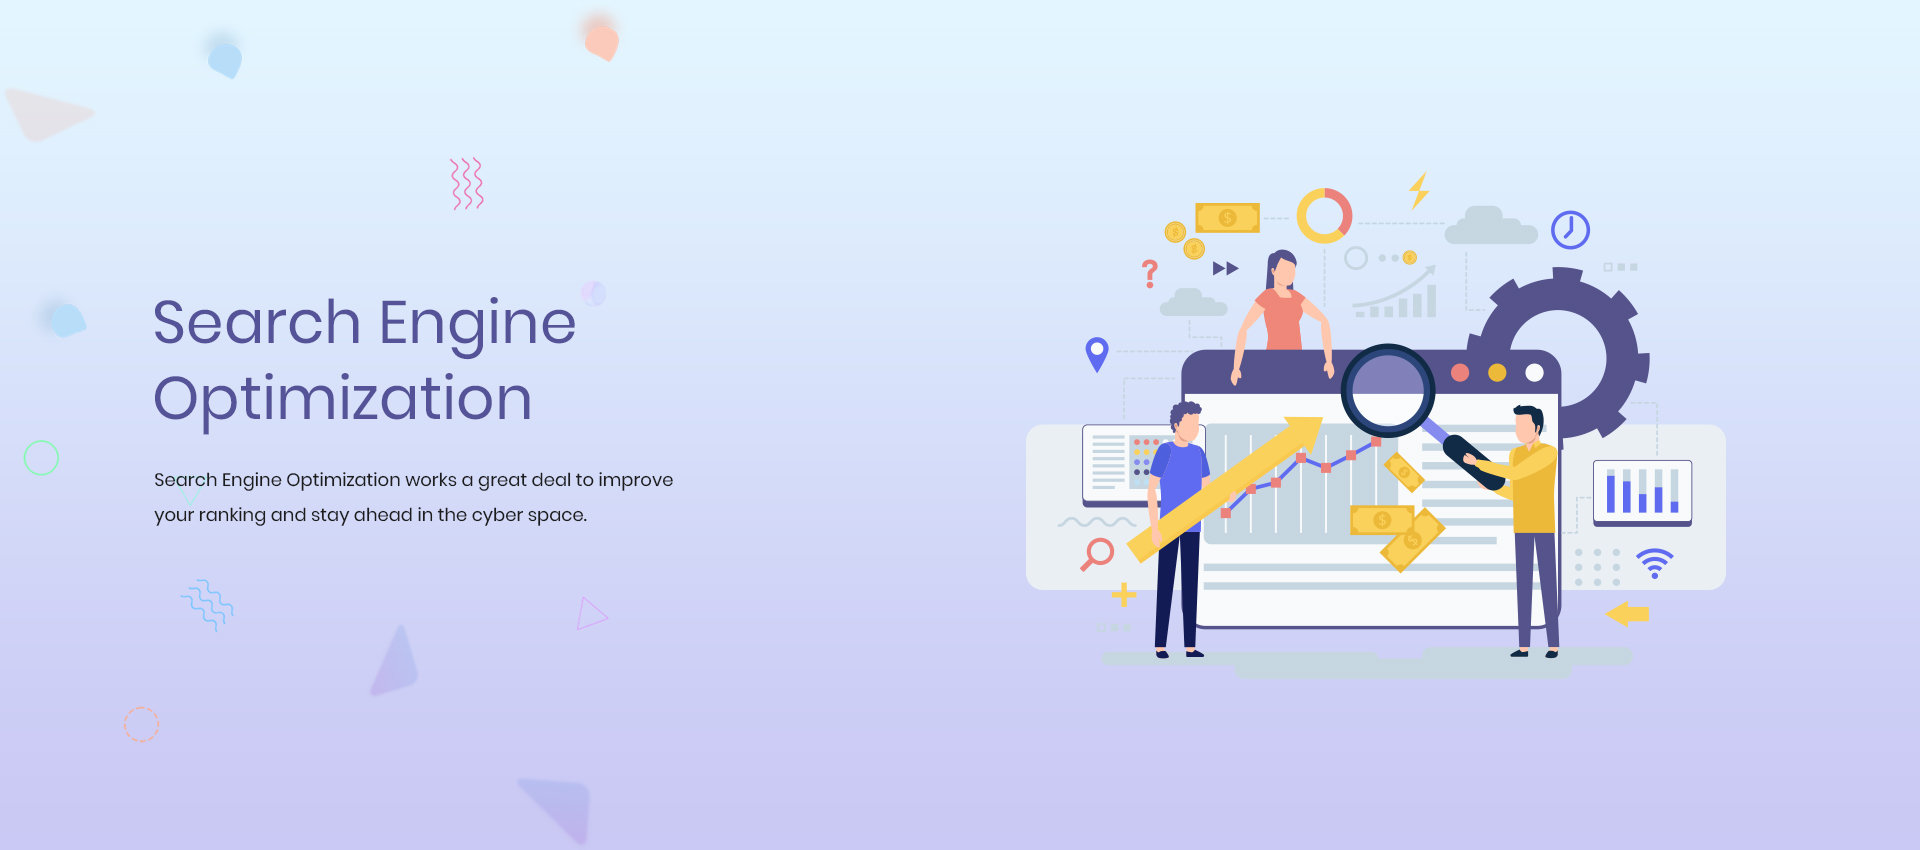 Search Engine
Optimization
Search Engine Optimization works a great deal to improve
your ranking and stay ahead in the cyber space.
?
$
$
$
$
$
$
$
$